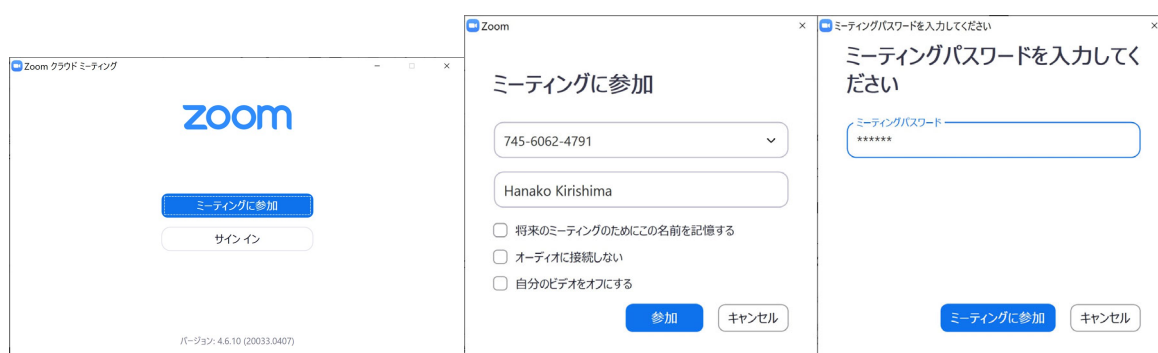 Zoom クラウド ミーティング
zoom
ミーティングに参加
サイン イン
バージョン: 4.6.10 (20033.0407)
Zoom
ミーティングに参加
745-6062-4791
Hanako Kirishima
将来のミーティングのためにこの名前を記憶する
オーディオに接続しない
自分のビデオをオフにする
参加
キャンセル
ミーティングパスワードを入力してください
ミーティングパスワードを入力してく
ださい
ミーティングパスワード
******
ミーティングに参加
キャンセル